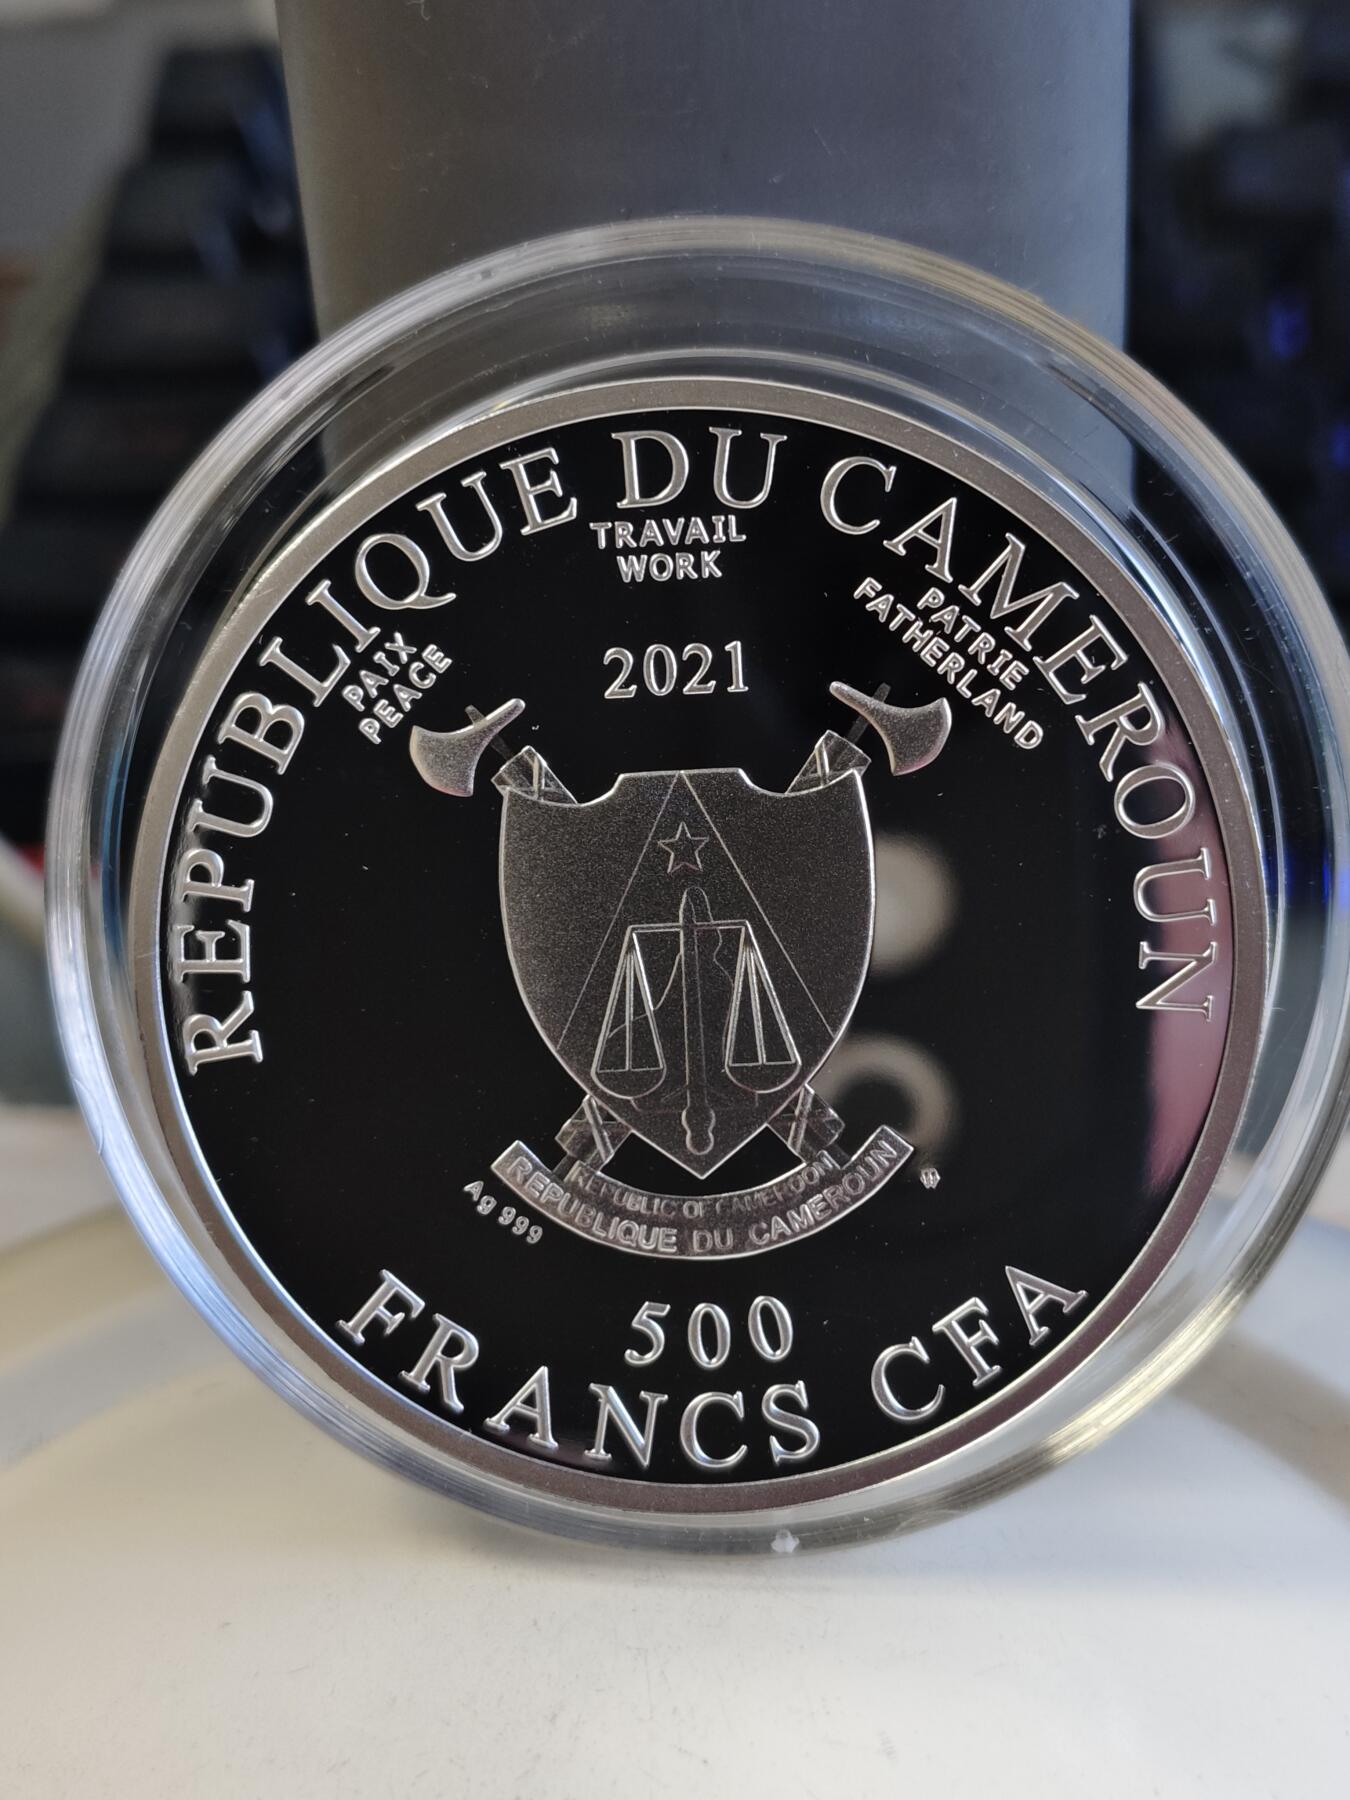 REPUBLIQUE DU CAMEROUN
TRAVAIL
WORK
PAIX
PEACE
PATRIE
FATHERLAND
2021
REPUBLIC OF CAMEROON
REPUBLIQUE DU CAMEROUN
Ag 999
500
FRANCS CFA